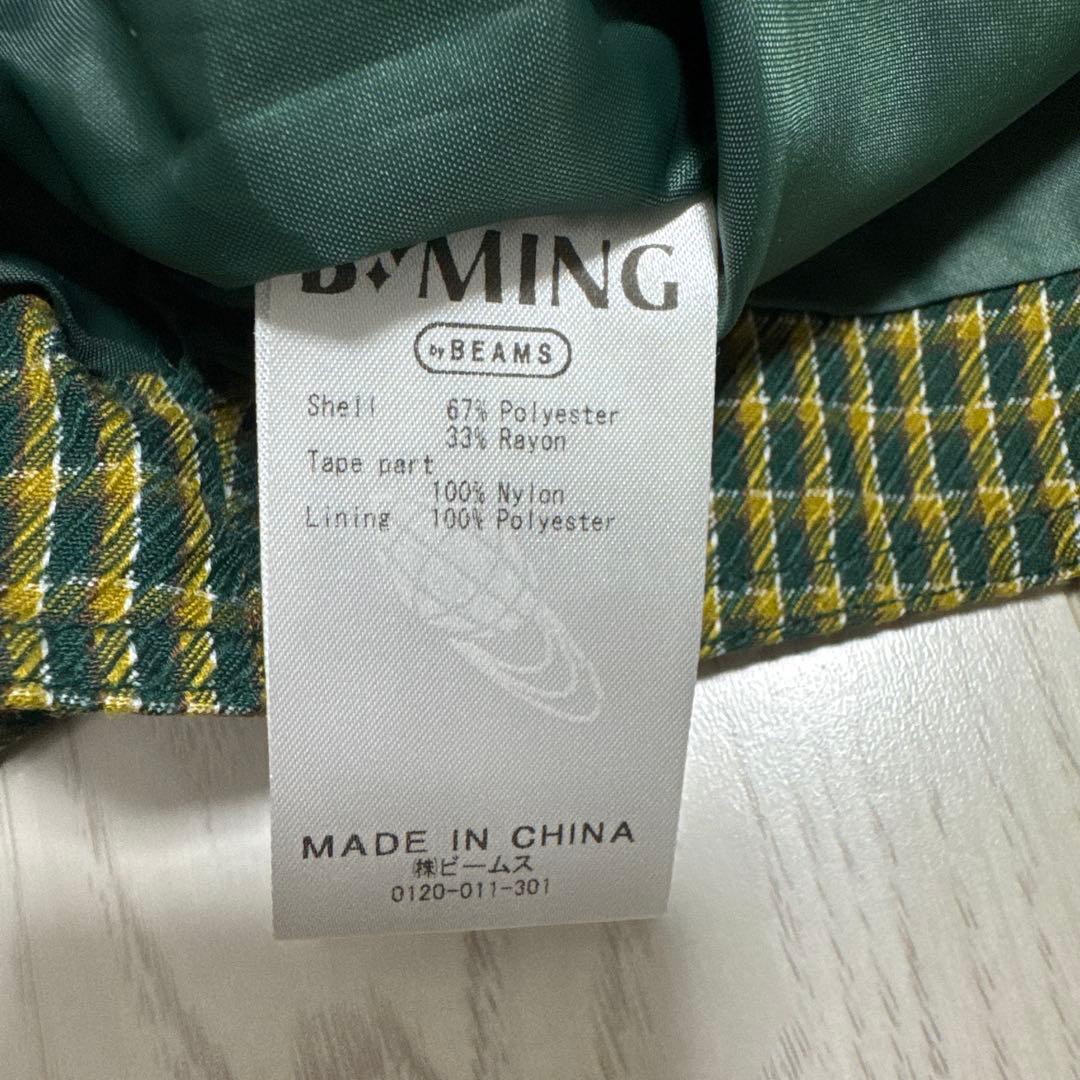 B✦MING
by BEAMS
Shell 67% Polyester
33% Rayon
Tape part
100% Nylon
Lining 100% Polyester
MADE IN CHINA
㈱ビームス
0120-011-301